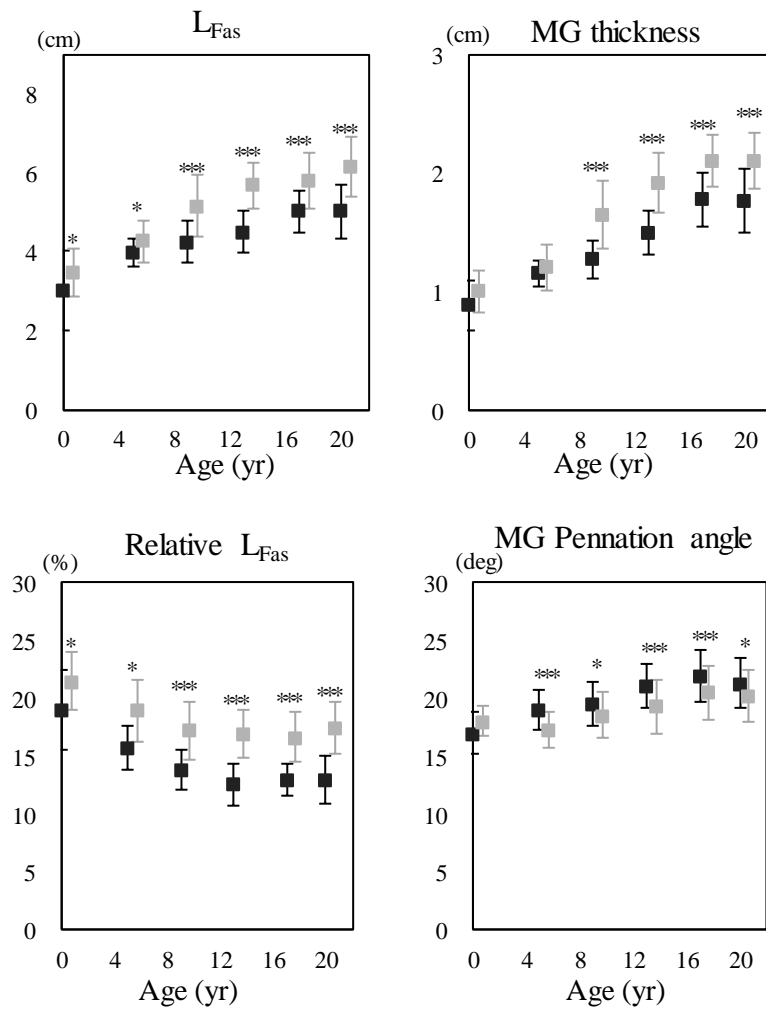 L_Fas
(cm)
8
6
4
2
0
* * *** *** *** ***
0 4 8 12 16 20
Age (yr)
MG thickness
(cm)
3
2
1
0
*** *** *** ***
0 4 8 12 16 20
Age (yr)
Relative L_Fas
(%)
30
25
20
15
10
5
0
* * *** *** *** ***
0 4 8 12 16 20
Age (yr)
MG Pennation angle
(deg)
30
25
20
15
10
5
0
*** * *** *** *
0 4 8 12 16 20
Age (yr)